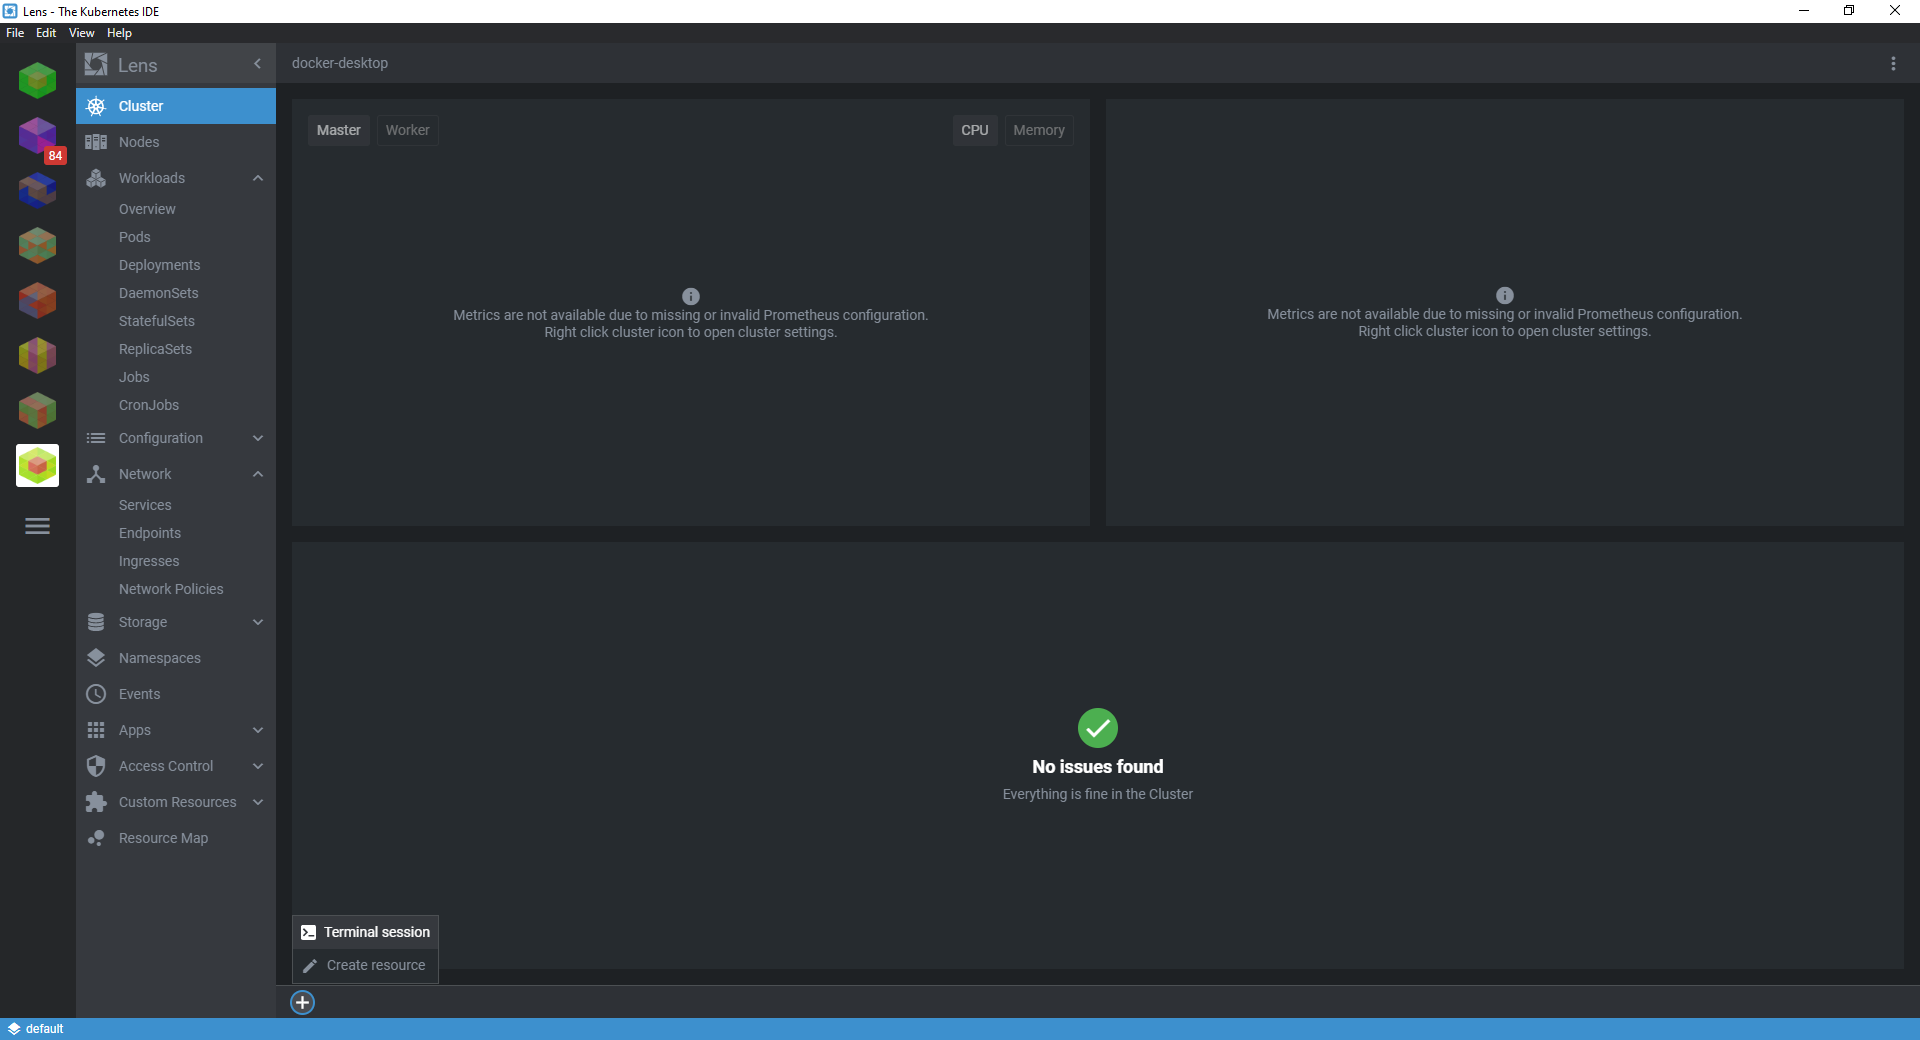 Lens - The Kubernetes IDE
File Edit View Help
Lens
docker-desktop
84
Cluster
Nodes
Workloads
Overview
Pods
Deployments
DaemonSets
StatefulSets
ReplicaSets
Jobs
CronJobs
Configuration
Network
Services
Endpoints
Ingresses
Network Policies
Storage
Namespaces
Events
Apps
Access Control
Custom Resources
Resource Map
Master Worker CPU Memory
Metrics are not available due to missing or invalid Prometheus configuration.
Right click cluster icon to open cluster settings.
Metrics are not available due to missing or invalid Prometheus configuration.
Right click cluster icon to open cluster settings.
No issues found
Everything is fine in the Cluster
Terminal session
Create resource
default